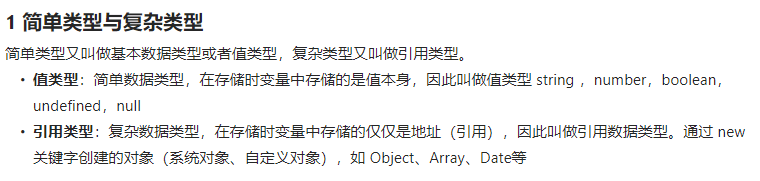 1 简单类型与复杂类型
简单类型又叫做基本数据类型或者值类型，复杂类型又叫做引用类型。
• 值类型：简单数据类型，在存储时变量中存储的是值本身，因此叫做值类型 string ，number，boolean，
undefined，null
• 引用类型：复杂数据类型，在存储时变量中存储的仅仅是地址（引用），因此叫做引用数据类型。通过 new
关键字创建的对象（系统对象、自定义对象），如 Object、Array、Date等